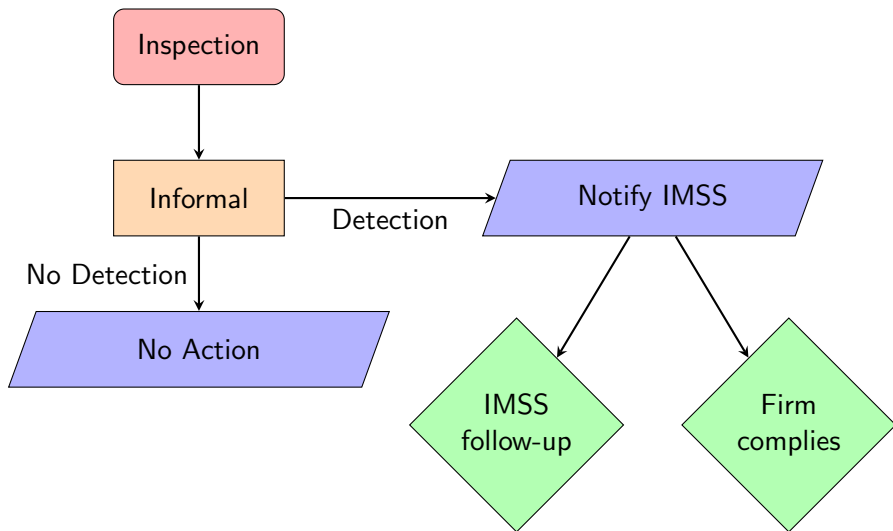 Inspection
Informal
Notify IMSS
Detection
No Detection
No Action
IMSS
follow-up
Firm
complies